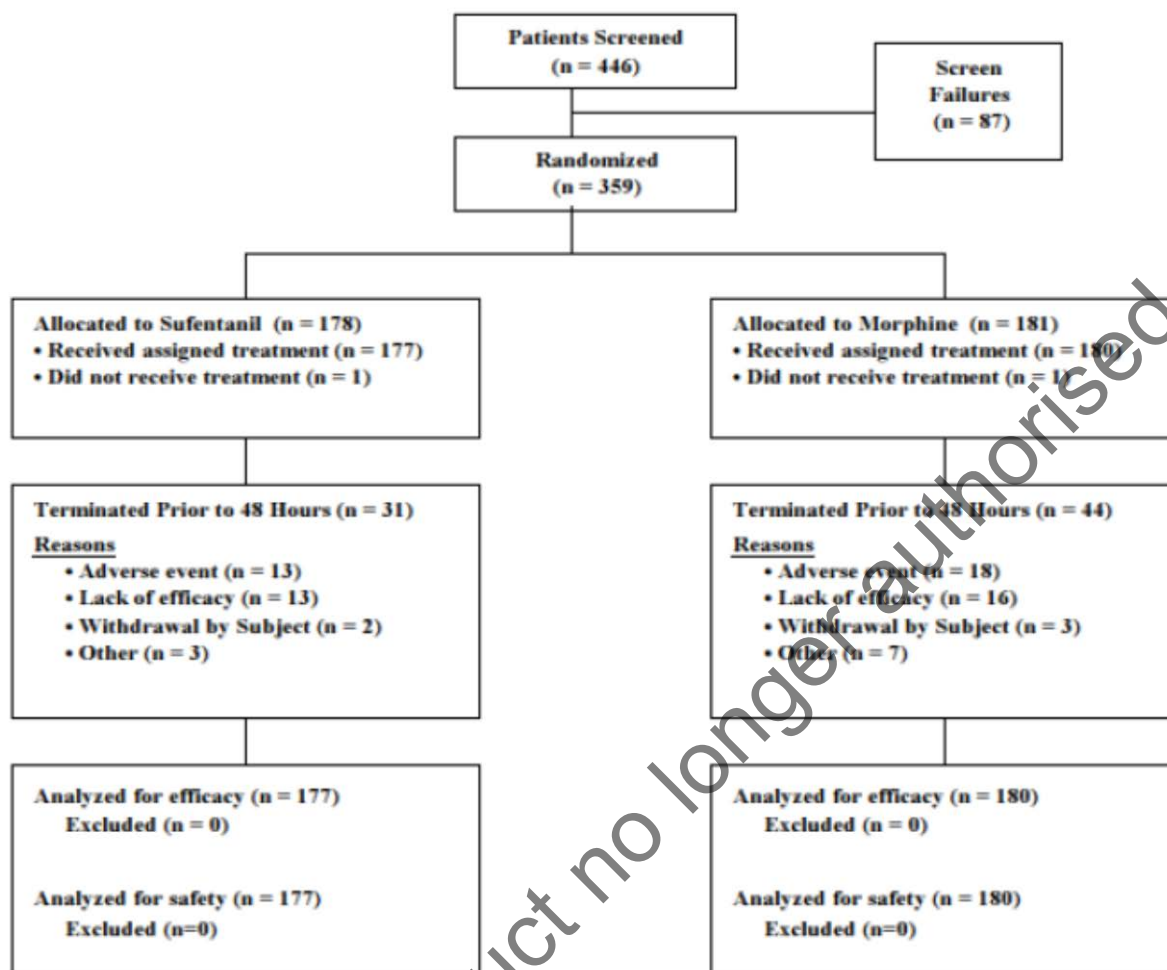 Patients Screened
(n = 446)
Screen
Failures
(n = 87)
Randomized
(n = 359)
Allocated to Sufentanil (n = 178)
• Received assigned treatment (n = 177)
• Did not receive treatment (n = 1)
Allocated to Morphine (n = 181)
• Received assigned treatment (n = 180)
• Did not receive treatment (n = 1)
Terminated Prior to 48 Hours (n = 31)
Reasons
• Adverse event (n = 13)
• Lack of efficacy (n = 13)
• Withdrawal by Subject (n = 2)
• Other (n = 3)
Terminated Prior to 48 Hours (n = 44)
Reasons
• Adverse event (n = 18)
• Lack of efficacy (n = 16)
• Withdrawal by Subject (n = 3)
• Other (n = 7)
Analyzed for efficacy (n = 177)
Excluded (n = 0)
Analyzed for safety (n = 177)
Excluded (n=0)
Analyzed for efficacy (n = 180)
Excluded (n = 0)
Analyzed for safety (n = 180)
Excluded (n=0)
no longer authorised